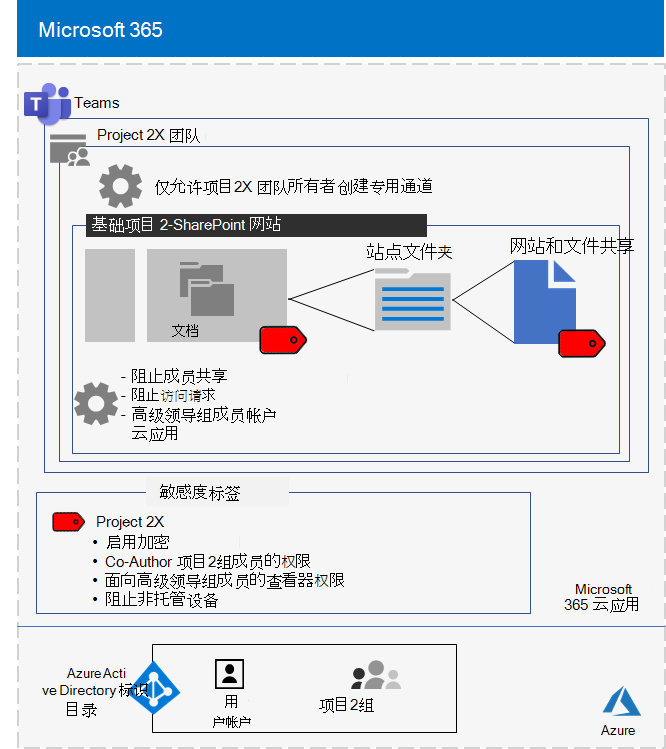 Microsoft 365
Teams
T
Project 2X 团队
仅允许项目2X 团队所有者创建专用通道
基础项目 2-SharePoint 网站
站点文件夹
网站和文件共享
文档
- 阻止成员共享
- 阻止访问请求
- 高级领导组成员帐户
云应用
敏感度标签
Project 2X
• 启用加密
• Co-Author 项目2组成员的权限
• 面向高级领导组成员的查看器权限
• 阻止非托管设备
Microsoft
365 云应用
Azure Acti
ve Directory 标识
目录
用
户帐户
项目2组
Azure